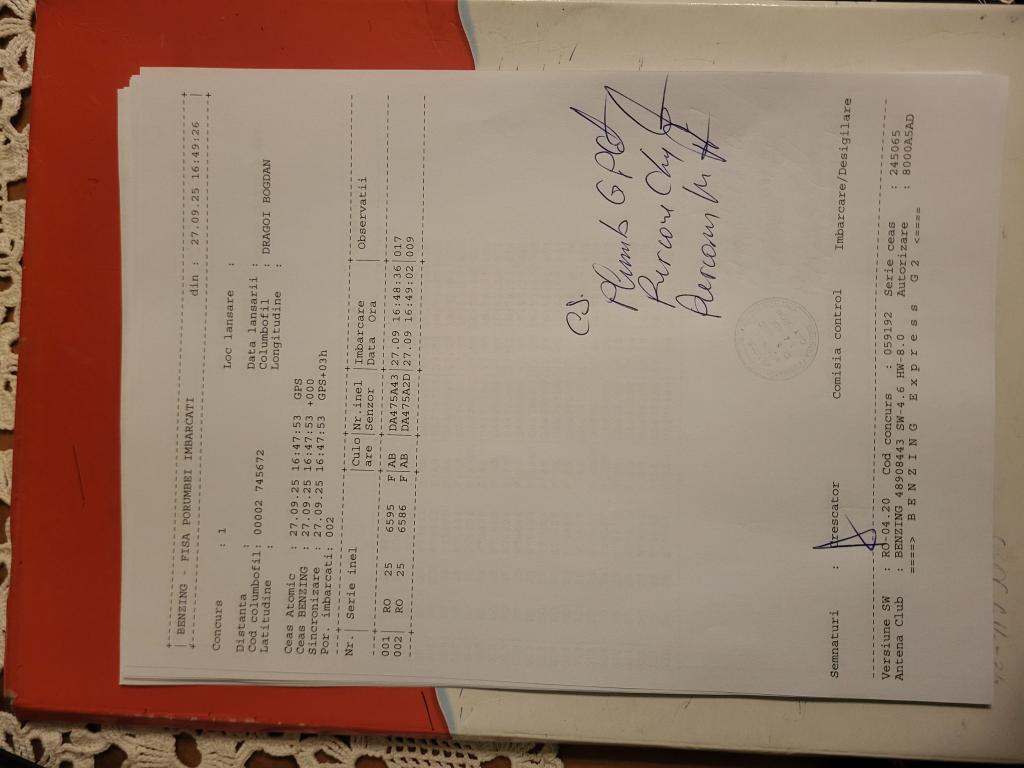 | BENZING - FISA PORUMBEI IMBARCATI din : 27.09.25 16:49:26 |
Concurs : 1 Loc lansare :
Distanta : Data lansarii :
Cod columbofil: 00002 745672 Columbofil : DRAGOI BOGDAN
Latitudine : Longitudine :
Ceas Atomic : 27.09.25 16:47:53 GPS
Ceas BENZING : 27.09.25 16:47:53 +000
Sincronizare : 27.09.25 16:47:53 GPS+03h
Por. imbarcati: 002
Nr.| Serie inel |Culo|Nr.inel |Imbarcare | Observatii
| |are |Senzor |Data Ora |
001| RO 25 6595 F|AB |DA475A43|27.09 16:48:36|017
002| RO 25 6586 F|AB |DA475A2D|27.09 16:49:02|009
Semnaturi : Crescator Comisia control Imbarcare/Desigilare
Versiune SW : RO-04.20 Cod concurs : 059192 Serie ceas : 245065
Antena Club : BENZING 48908443 SW-4.6 HW-8.0 Autorizare : 8000A5AD
====> B E N Z I N G E x p r e s s G 2 <====